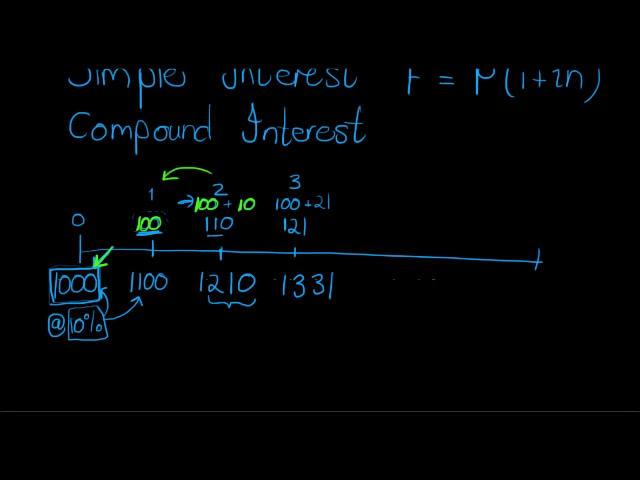 Simple Interest F = P(1+in)
Compound Interest
1 2 3
→100 + 10 100 + 21
0 100 110 121
1000 1100 1210 1331
@ 10%